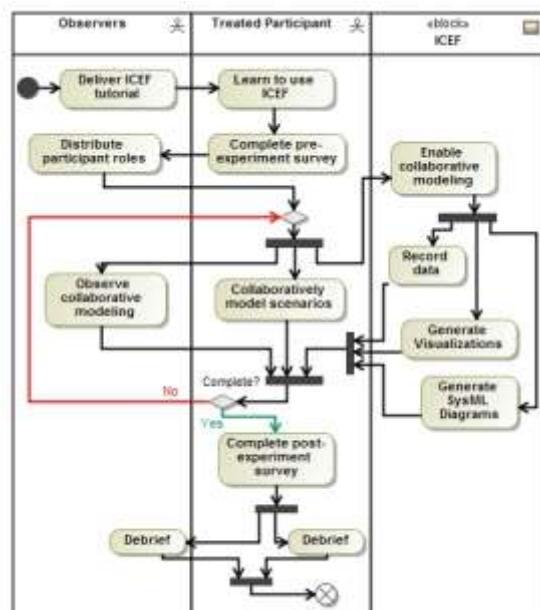 Observers
Treated Participant
«block»
ICEF
Deliver ICEF
tutorial
Learn to use
ICEF
Distribute
participant roles
Complete pre-
experiment survey
Enable
collaborative
modeling
Record
data
Observe
collaborative
modeling
Collaboratively
model scenarios
Generate
Visualizations
Generate
SysML
Diagrams
Complete?
No
Yes
Complete post-
experiment
survey
Debrief
Debrief